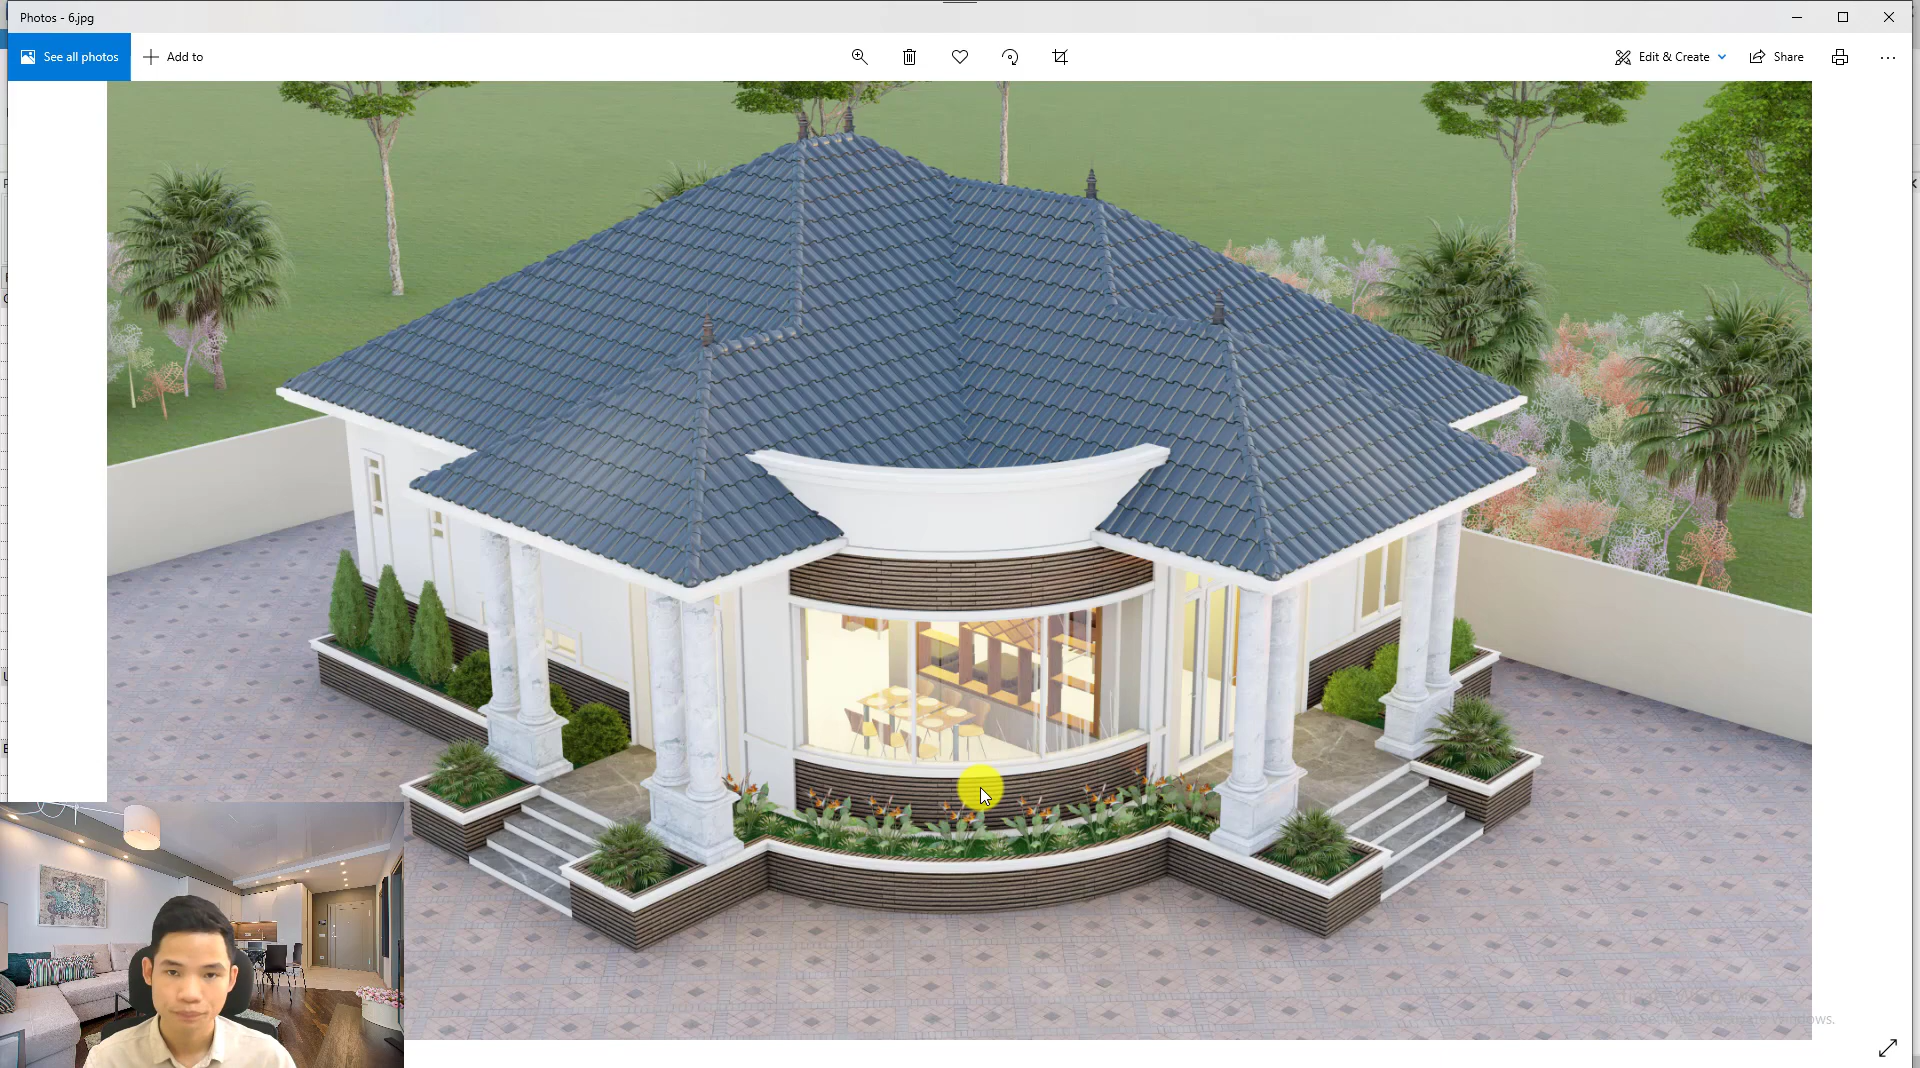 Photos - 6.jpg
See all photos
Add to
Edit & Create
Share